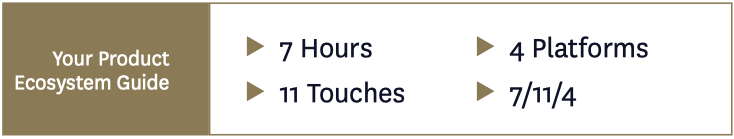 Your Product
Ecosystem Guide
7 Hours
11 Touches
4 Platforms
7/11/4